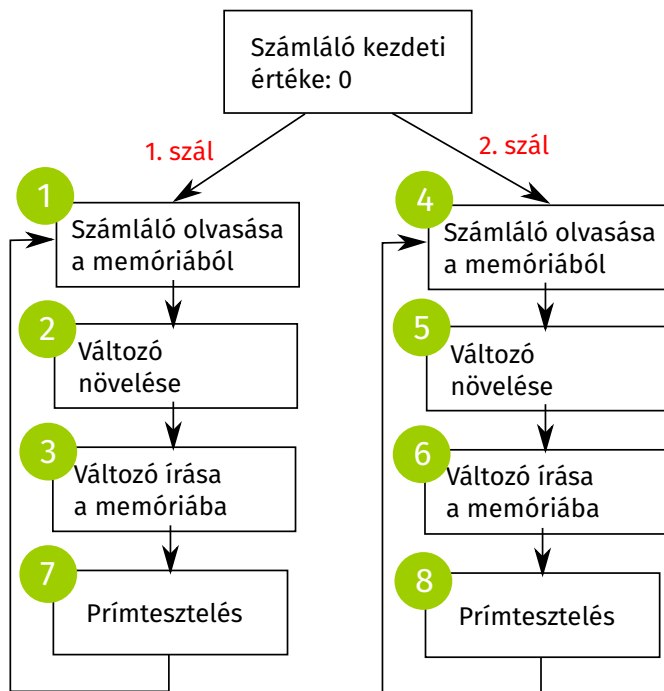 Számláló kezdeti
értéke: 0
1. szál
2. szál
1
Számláló olvasása
a memóriából
2
Változó
növelése
3
Változó írása
a memóriába
7
Prímtesztelés
4
Számláló olvasása
a memóriából
5
Változó
növelése
6
Változó írása
a memóriába
8
Prímtesztelés